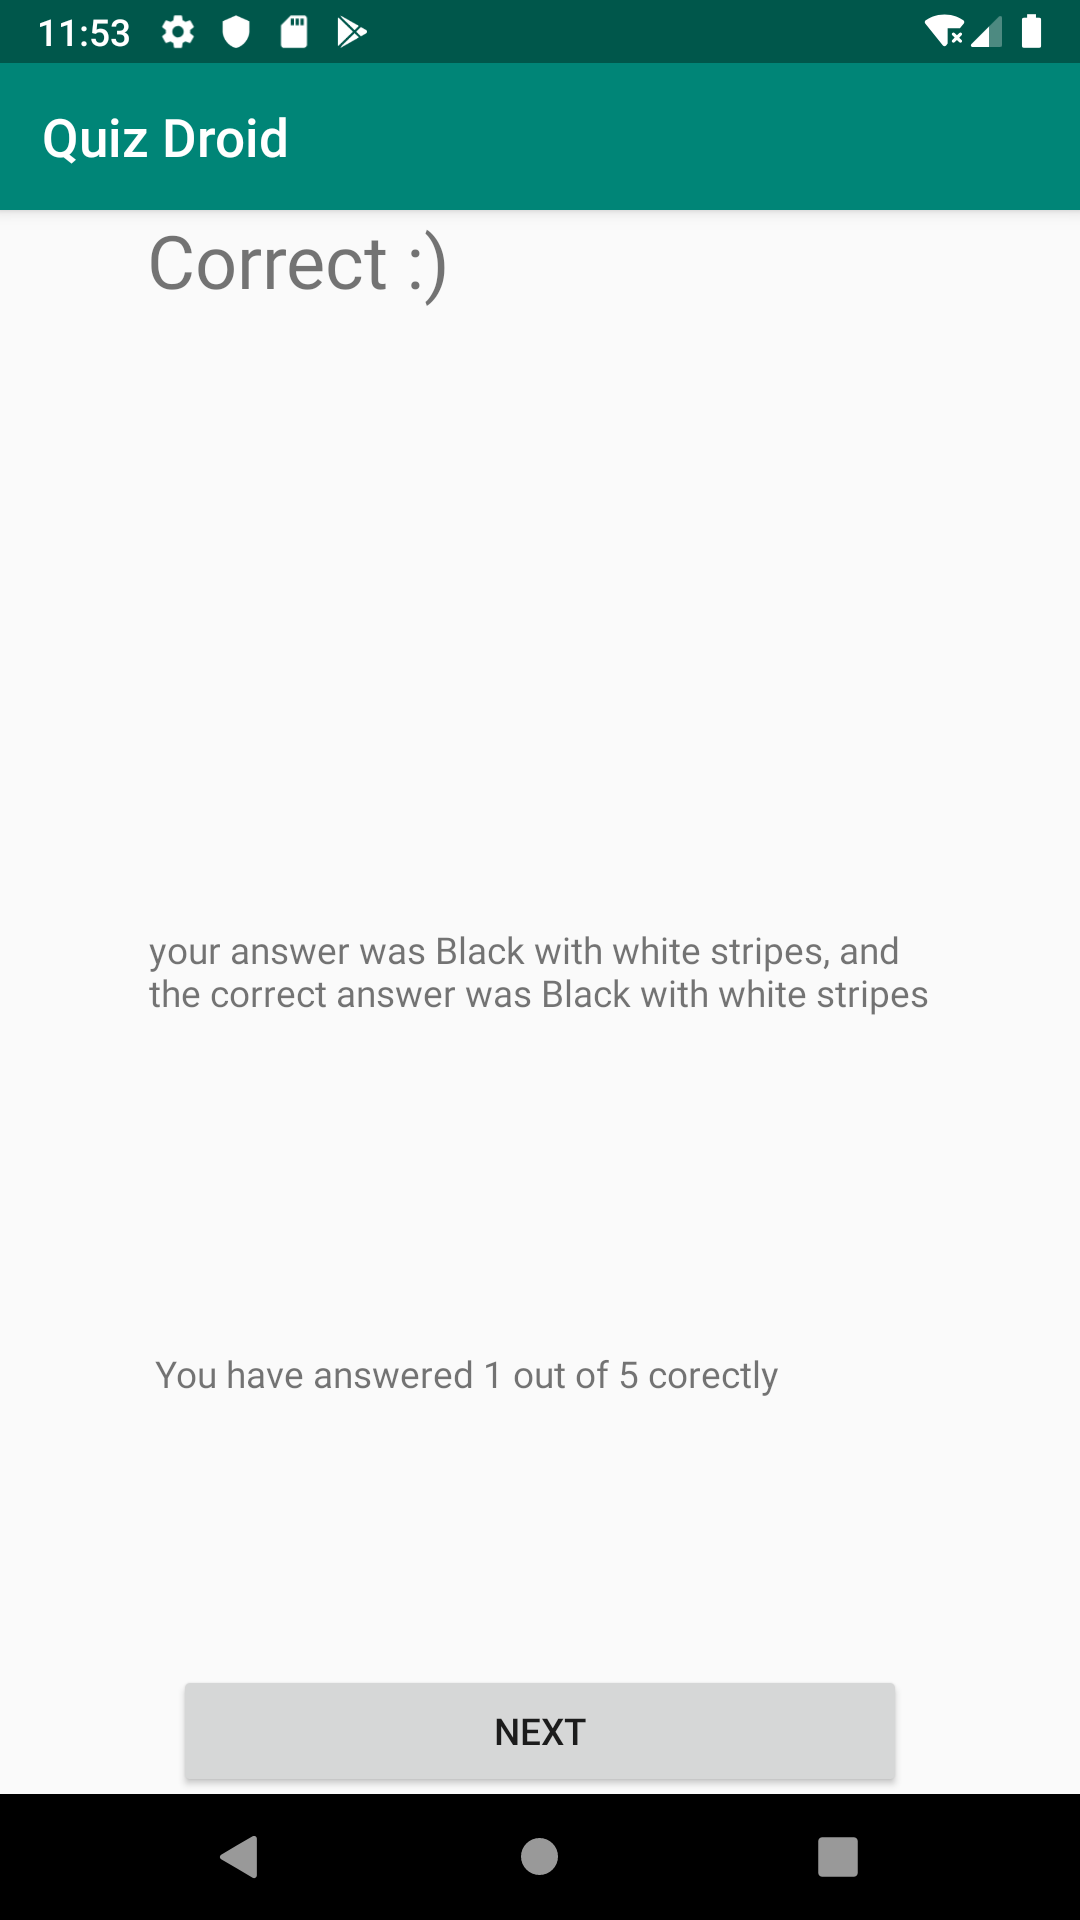 11:53
Quiz Droid
Correct :)
your answer was Black with white stripes, and
the correct answer was Black with white stripes
You have answered 1 out of 5 corectly
NEXT